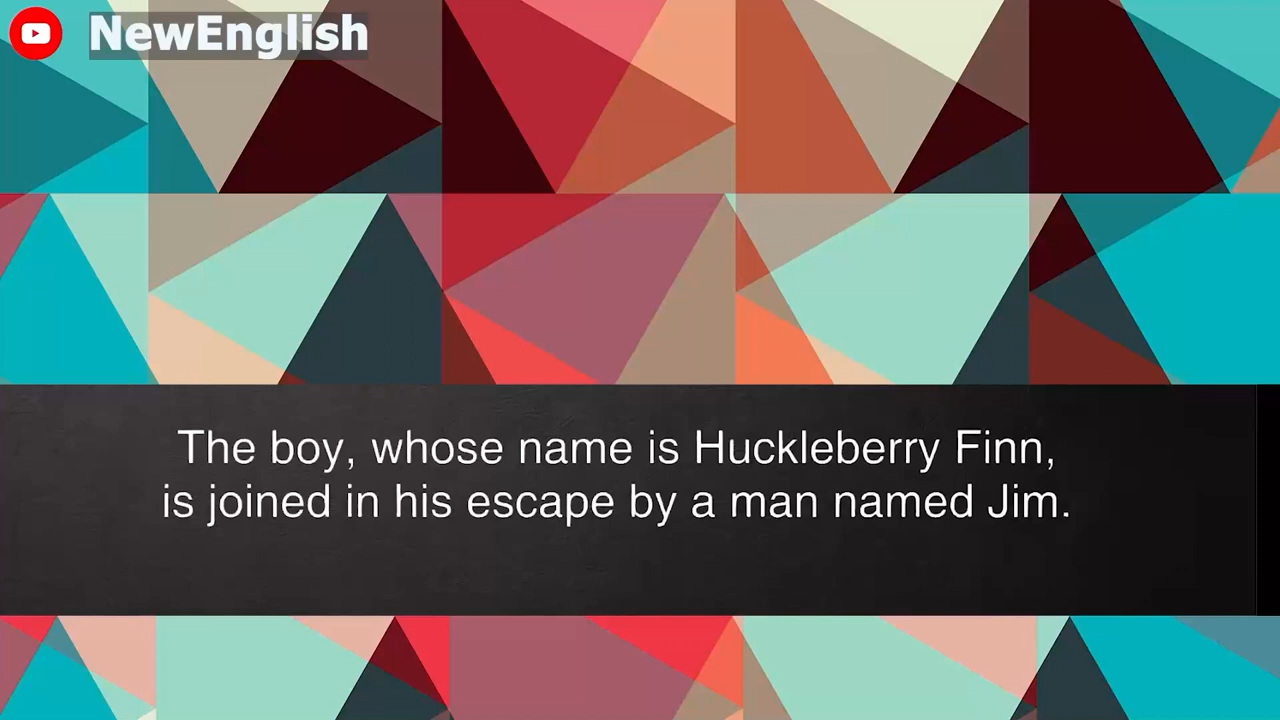 NewEnglish
The boy, whose name is Huckleberry Finn,
is joined in his escape by a man named Jim.